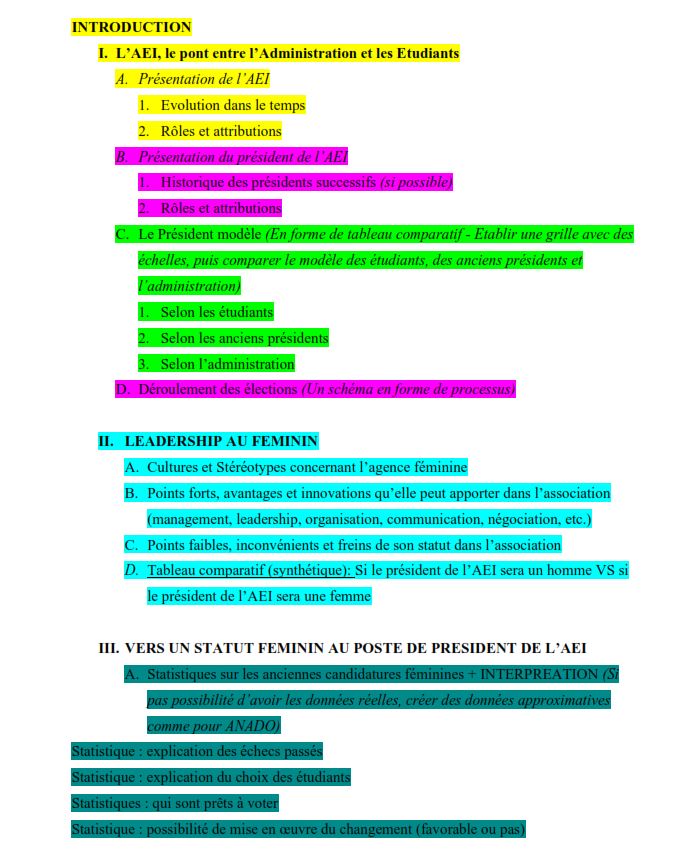 INTRODUCTION
I. L’AEI, le pont entre l’Administration et les Etudiants
A. Présentation de l’AEI
1. Evolution dans le temps
2. Rôles et attributions
B. Présentation du président de l’AEI
1. Historique des présidents successifs (si possible)
2. Rôles et attributions
C. Le Président modèle (En forme de tableau comparatif - Etablir une grille avec des
échelles, puis comparer le modèle des étudiants, des anciens présidents et
l’administration)
1. Selon les étudiants
2. Selon les anciens présidents
3. Selon l’administration
D. Déroulement des élections (Un schéma en forme de processus)
II. LEADERSHIP AU FEMININ
A. Cultures et Stéréotypes concernant l’agence féminine
B. Points forts, avantages et innovations qu’elle peut apporter dans l’association
(management, leadership, organisation, communication, négociation, etc.)
C. Points faibles, inconvénients et freins de son statut dans l’association
D. Tableau comparatif (synthétique): Si le président de l’AEI sera un homme VS si
le président de l’AEI sera une femme
III. VERS UN STATUT FEMININ AU POSTE DE PRESIDENT DE L’AEI
A. Statistiques sur les anciennes candidatures féminines + INTERPREATION (Si
pas possibilité d’avoir les données réelles, créer des données approximatives
comme pour ANADO)
Statistique : explication des échecs passés
Statistique : explication du choix des étudiants
Statistiques : qui sont prêts à voter
Statistique : possibilité de mise en œuvre du changement (favorable ou pas)